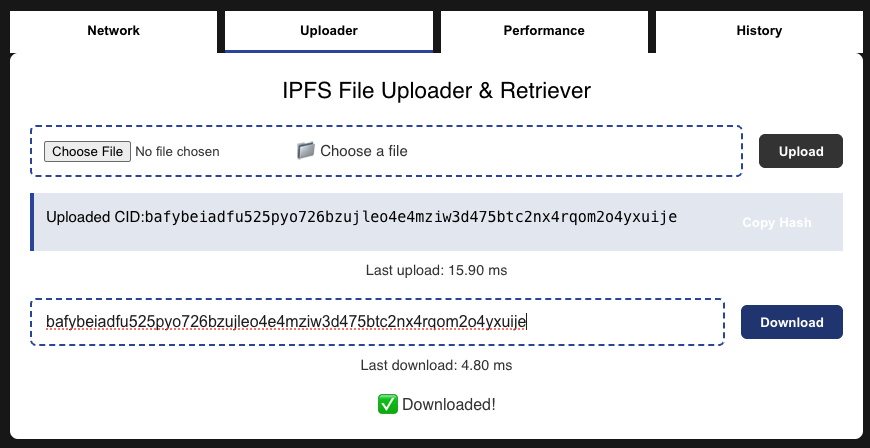 Network
Uploader
Performance
History
IPFS File Uploader & Retriever
Choose File No file chosen
Choose a file
Upload
Uploaded CID:bafybeiadfu525pyo726bzujleo4e4mziw3d475btc2nx4rqom2o4yxuije
Copy Hash
Last upload: 15.90 ms
bafybeiadfu525pyo726bzujleo4e4mziw3d475btc2nx4rqom2o4yxuije
Download
Last download: 4.80 ms
✅ Downloaded!